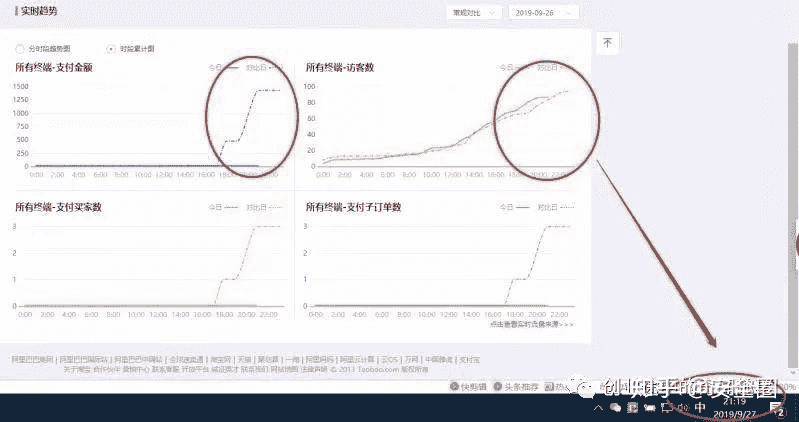 实时趋势
常规对比 2019-09-26
分时段趋势图 时段累计图
所有终端-支付金额 今日 对比日
1500
1250
1000
750
500
250
0
0:00 2:00 4:00 6:00 8:00 10:00 12:00 14:00 16:00 18:00 20:00 22:00
所有终端-访客数 今日 对比日
100
80
60
40
20
0
0:00 2:00 4:00 6:00 8:00 10:00 12:00 14:00 16:00 18:00 20:00 22:00
所有终端-支付买家数 今日 对比日
3
2
1
0
0:00 2:00 4:00 6:00 8:00 10:00 12:00 14:00 16:00 18:00 20:00 22:00
所有终端-支付子订单数 今日 对比日
3
2
1
0
0:00 2:00 4:00 6:00 8:00 10:00 12:00 14:00 16:00 18:00 20:00 22:00
点击查看实时流量来源>>>
阿里巴巴集团 | 阿里巴巴国际站 | 阿里巴巴中国站 | 全球速卖通 | 淘宝网 | 天猫 | 聚划算 | 一淘 | 阿里妈妈 | 阿里云计算 | 云OS | 万网 | 中国雅虎 | 支付宝
关于淘宝 合作伙伴 营销中心 联系客服 开放平台 诚征英才 联系我们 网站地图 法律声明 © 2013 Taobao.com 版权所有
快剪辑 头条推荐
知乎 @安全圈
中 21:19
2019/9/27
2